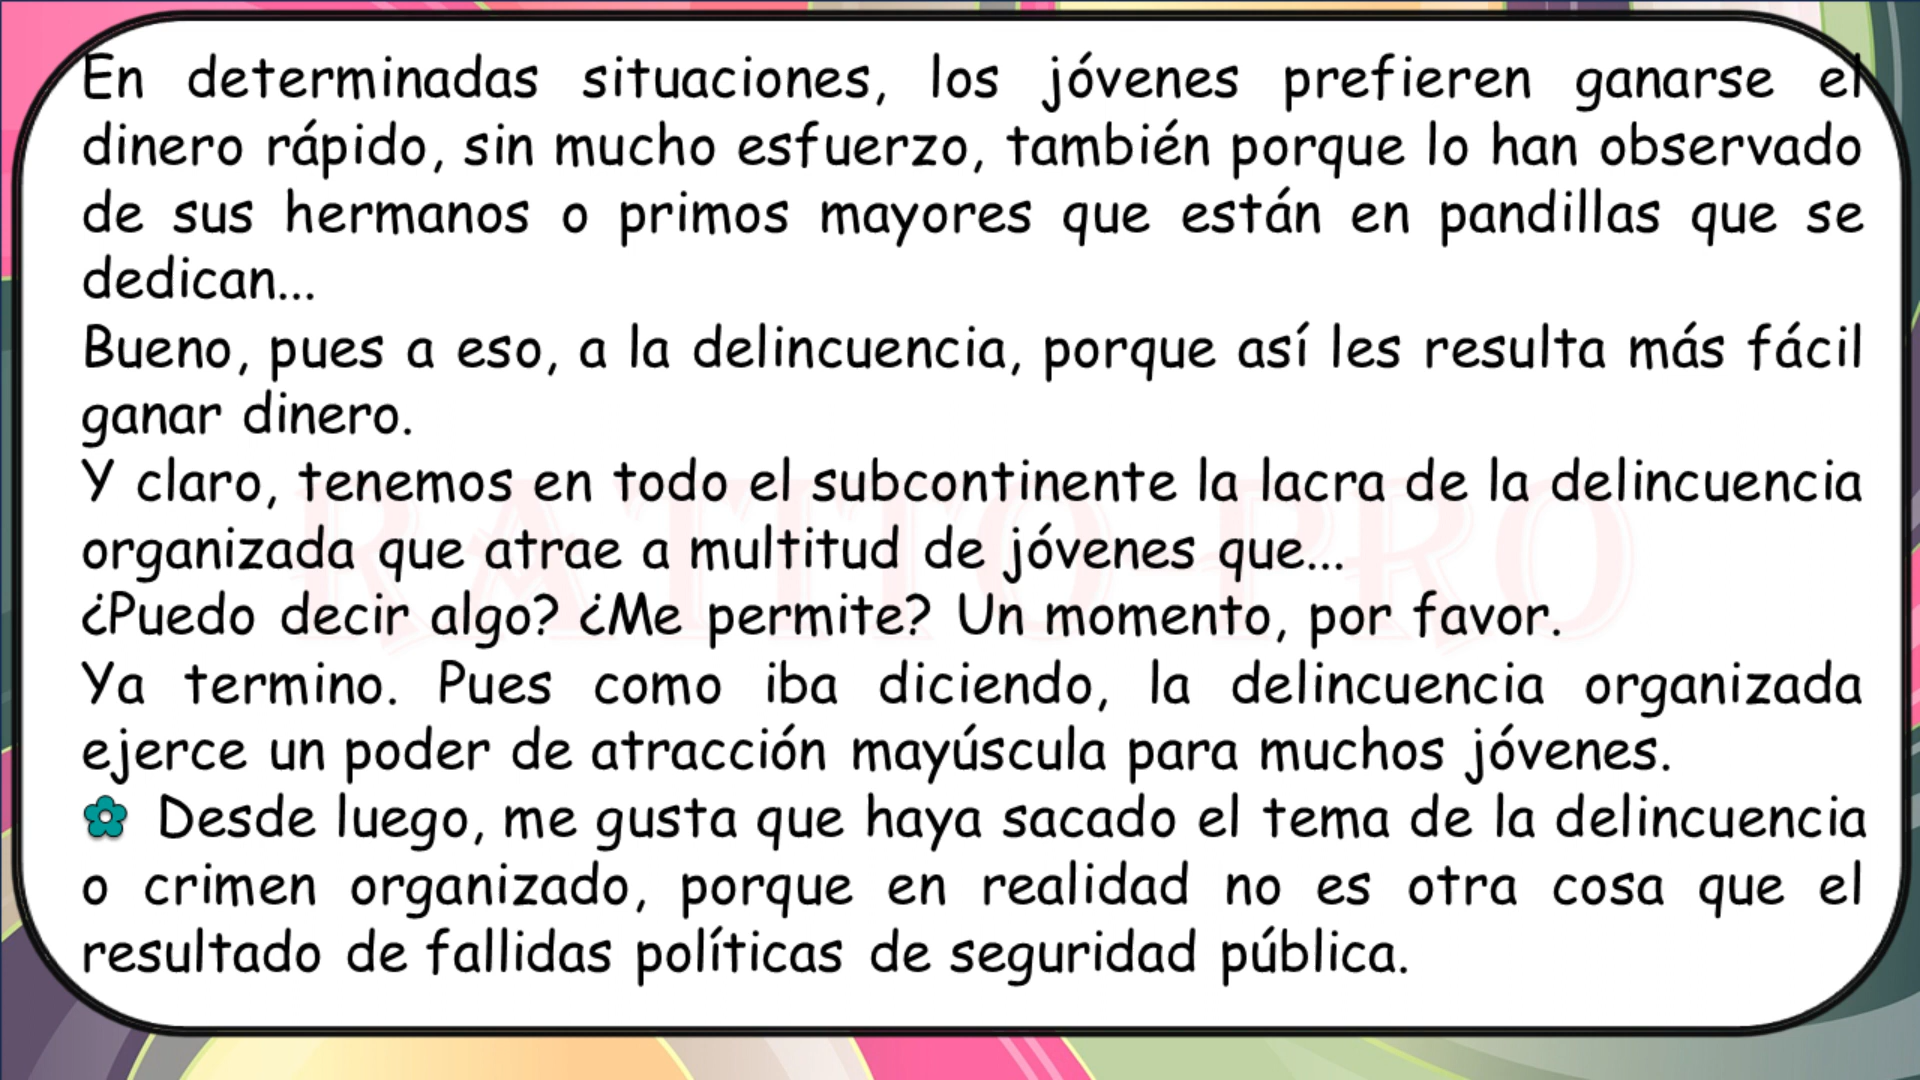 En determinadas situaciones, los jóvenes prefieren ganarse el
dinero rápido, sin mucho esfuerzo, también porque lo han observado
de sus hermanos o primos mayores que están en pandillas que se
dedican...
Bueno, pues a eso, a la delincuencia, porque así les resulta más fácil
ganar dinero.
Y claro, tenemos en todo el subcontinente la lacra de la delincuencia
organizada que atrae a multitud de jóvenes que...
¿Puedo decir algo? ¿Me permite? Un momento, por favor.
Ya termino. Pues como iba diciendo, la delincuencia organizada
ejerce un poder de atracción mayúscula para muchos jóvenes.
Desde luego, me gusta que haya sacado el tema de la delincuencia
o crimen organizado, porque en realidad no es otra cosa que el
resultado de fallidas políticas de seguridad pública.
RATITO PRO